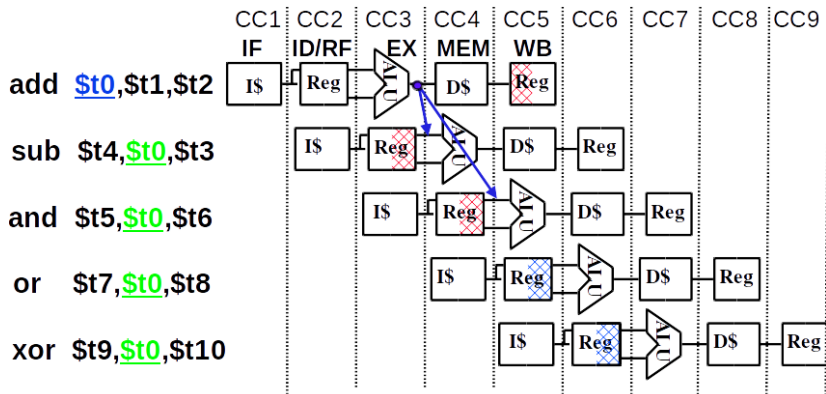 CC1 CC2 CC3 CC4 CC5 CC6 CC7 CC8 CC9
IF ID/RF EX MEM WB
add $t0,$t1,$t2 I$ Reg ALU D$ Reg
sub $t4,$t0,$t3 I$ Reg ALU D$ Reg
and $t5,$t0,$t6 I$ Reg ALU D$ Reg
or $t7,$t0,$t8 I$ Reg ALU D$ Reg
xor $t9,$t0,$t10 I$ Reg ALU D$ Reg